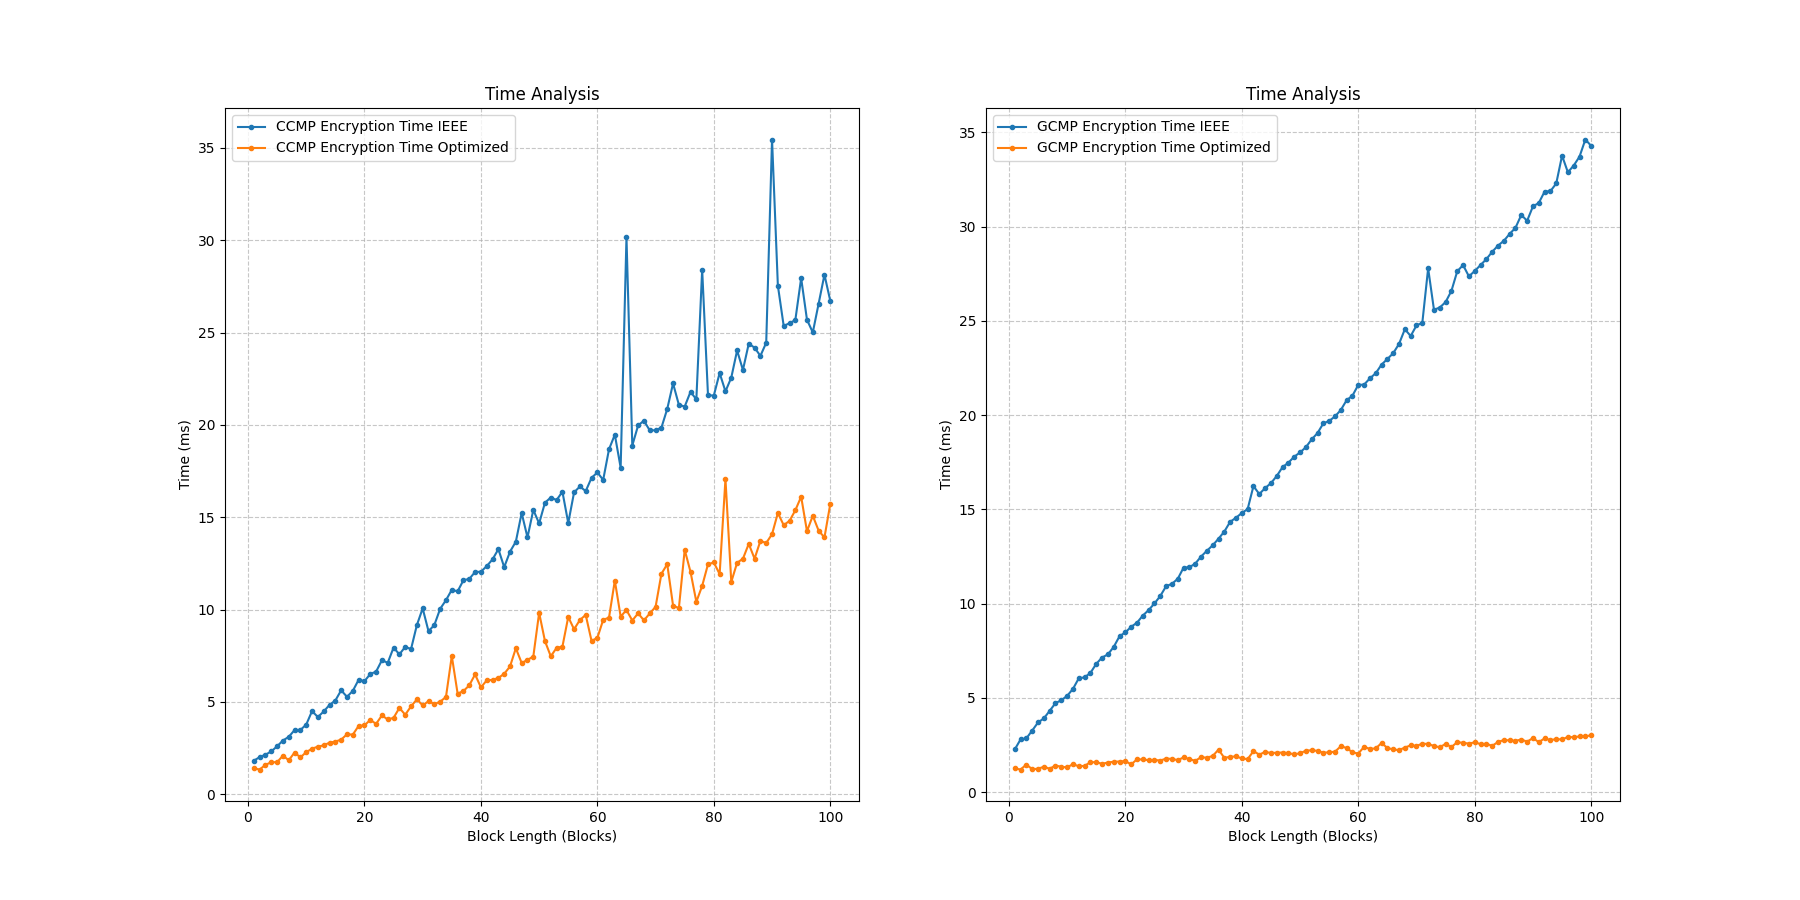 Time Analysis
CCMP Encryption Time IEEE
CCMP Encryption Time Optimized
35
30
25
20
15
10
5
0
Time (ms)
0 20 40 60 80 100
Block Length (Blocks)
Time Analysis
GCMP Encryption Time IEEE
GCMP Encryption Time Optimized
35
30
25
20
15
10
5
0
Time (ms)
0 20 40 60 80 100
Block Length (Blocks)